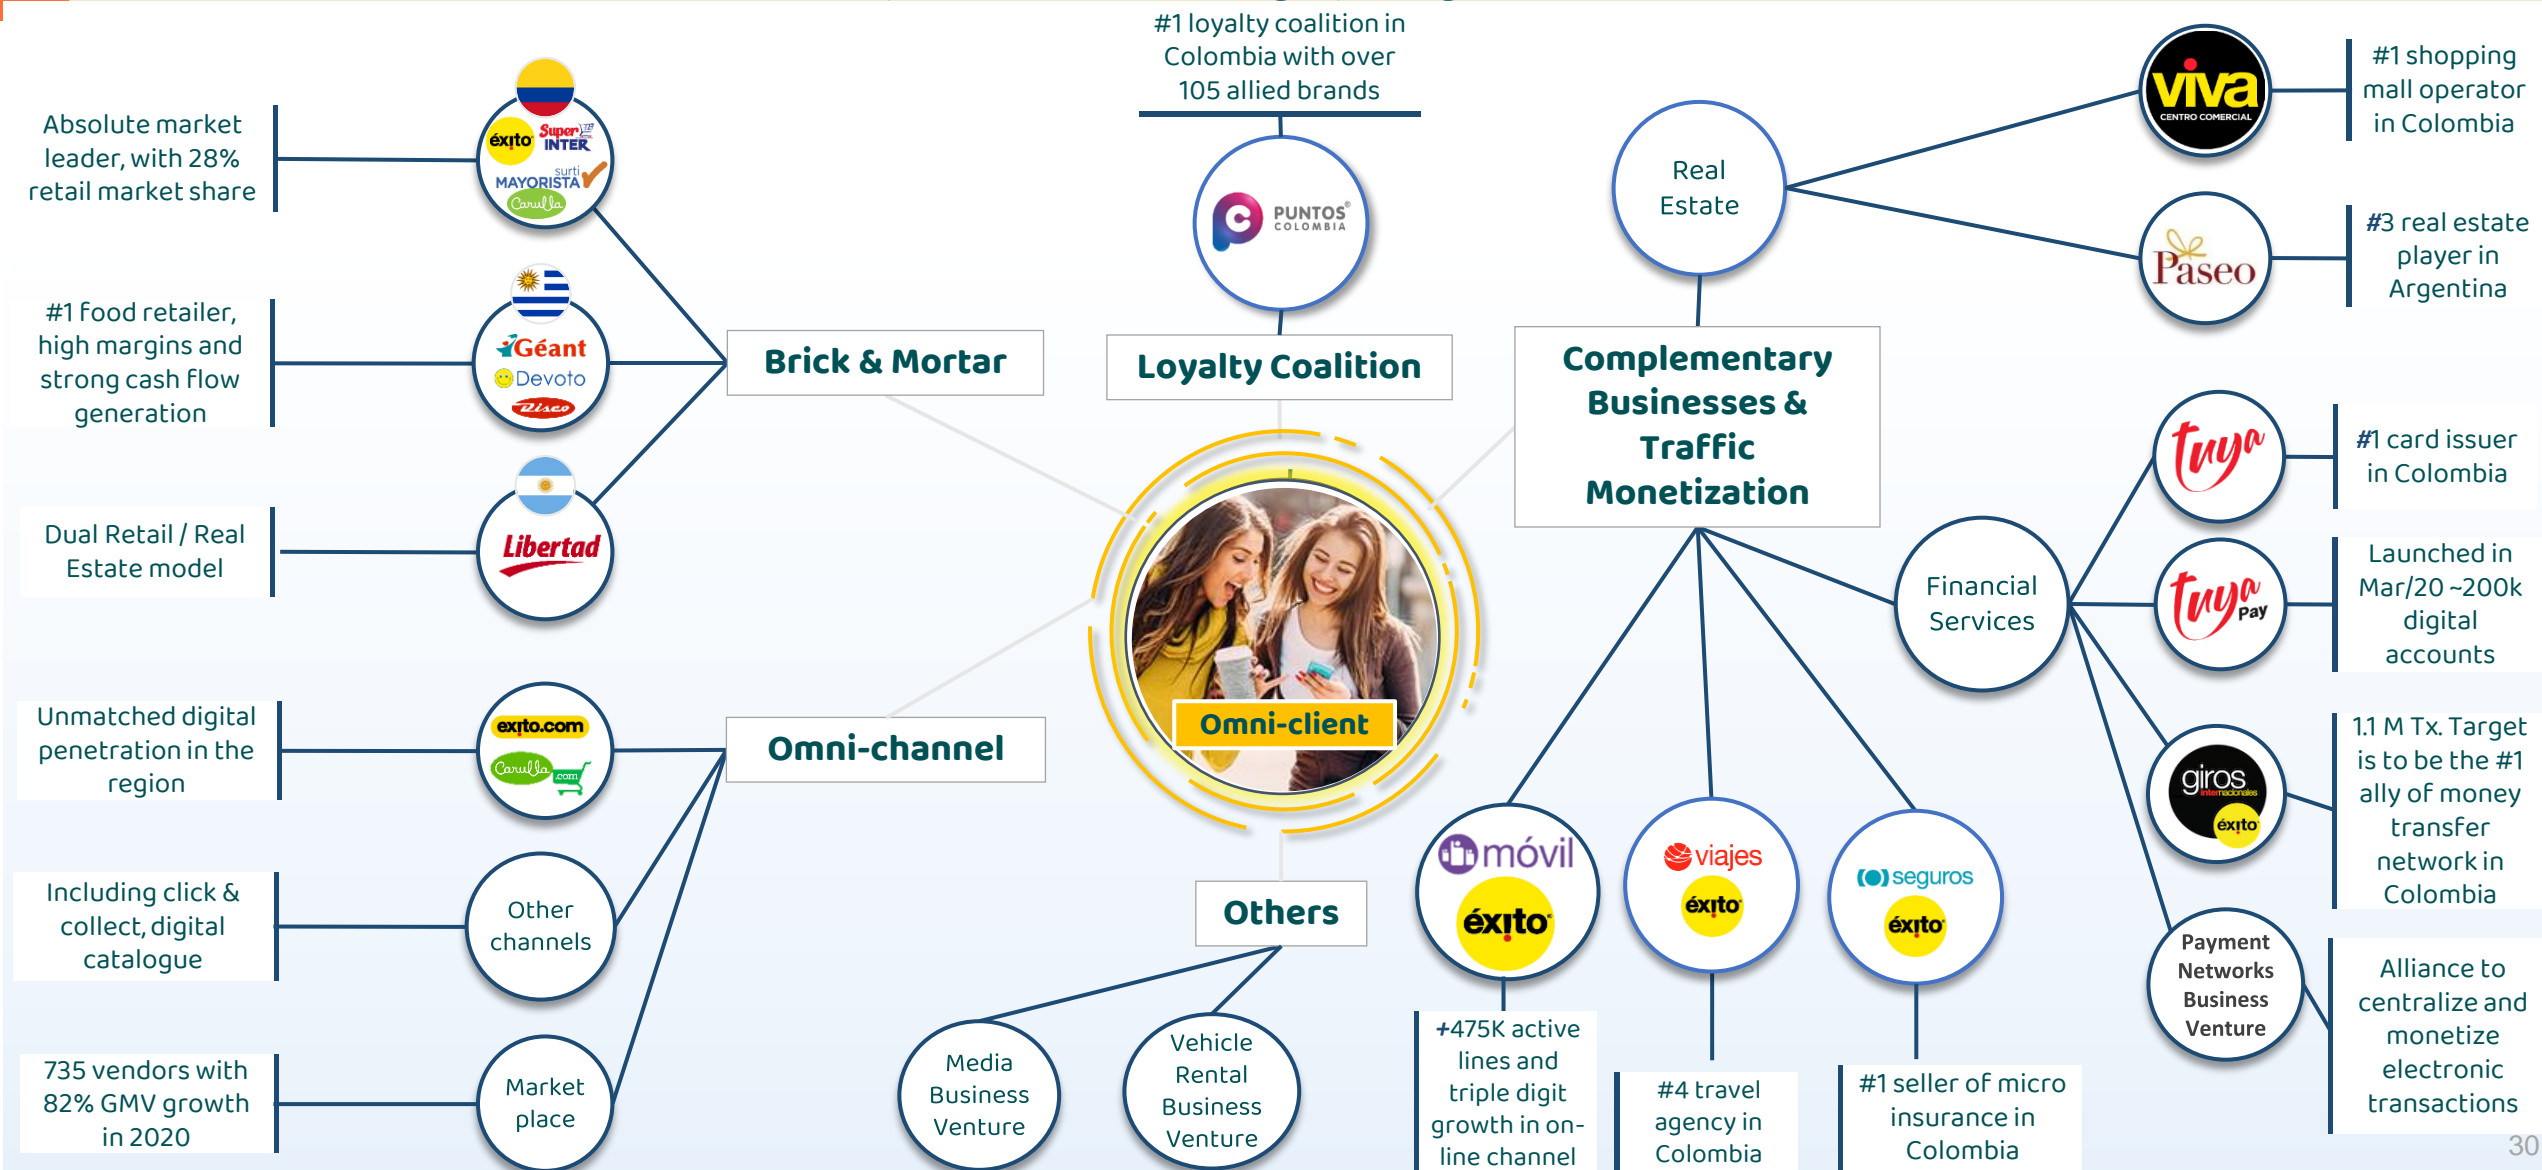 #1 loyalty coalition in
Colombia with over
105 allied brands
PUNTOS®
COLOMBIA
Loyalty Coalition
Absolute market
leader, with 28%
retail market share
éxito
Super
INTER
surti
MAYORISTA
Carulla
#1 food retailer,
high margins and
strong cash flow
generation
Géant
Devoto
Disco
Dual Retail / Real
Estate model
Libertad
Brick & Mortar
Unmatched digital
penetration in the
region
exito.com
Carulla
.com
Including click &
collect, digital
catalogue
Other
channels
735 vendors with
82% GMV growth
in 2020
Market
place
Omni-channel
Omni-client
Others
Media
Business
Venture
Vehicle
Rental
Business
Venture
Complementary
Businesses &
Traffic
Monetization
Real
Estate
viva
CENTRO COMERCIAL
#1 shopping
mall operator
in Colombia
Paseo
#3 real estate
player in
Argentina
Financial
Services
tuya
#1 card issuer
in Colombia
tuya
Pay
Launched in
Mar/20 ~200k
digital
accounts
giros
internacionales
éxito
1.1 M Tx. Target
is to be the #1
ally of money
transfer
network in
Colombia
Payment
Networks
Business
Venture
Alliance to
centralize and
monetize
electronic
transactions
móvil
éxito
+475K active
lines and
triple digit
growth in on-
line channel
viajes
éxito
#4 travel
agency in
Colombia
seguros
éxito
#1 seller of micro
insurance in
Colombia
30